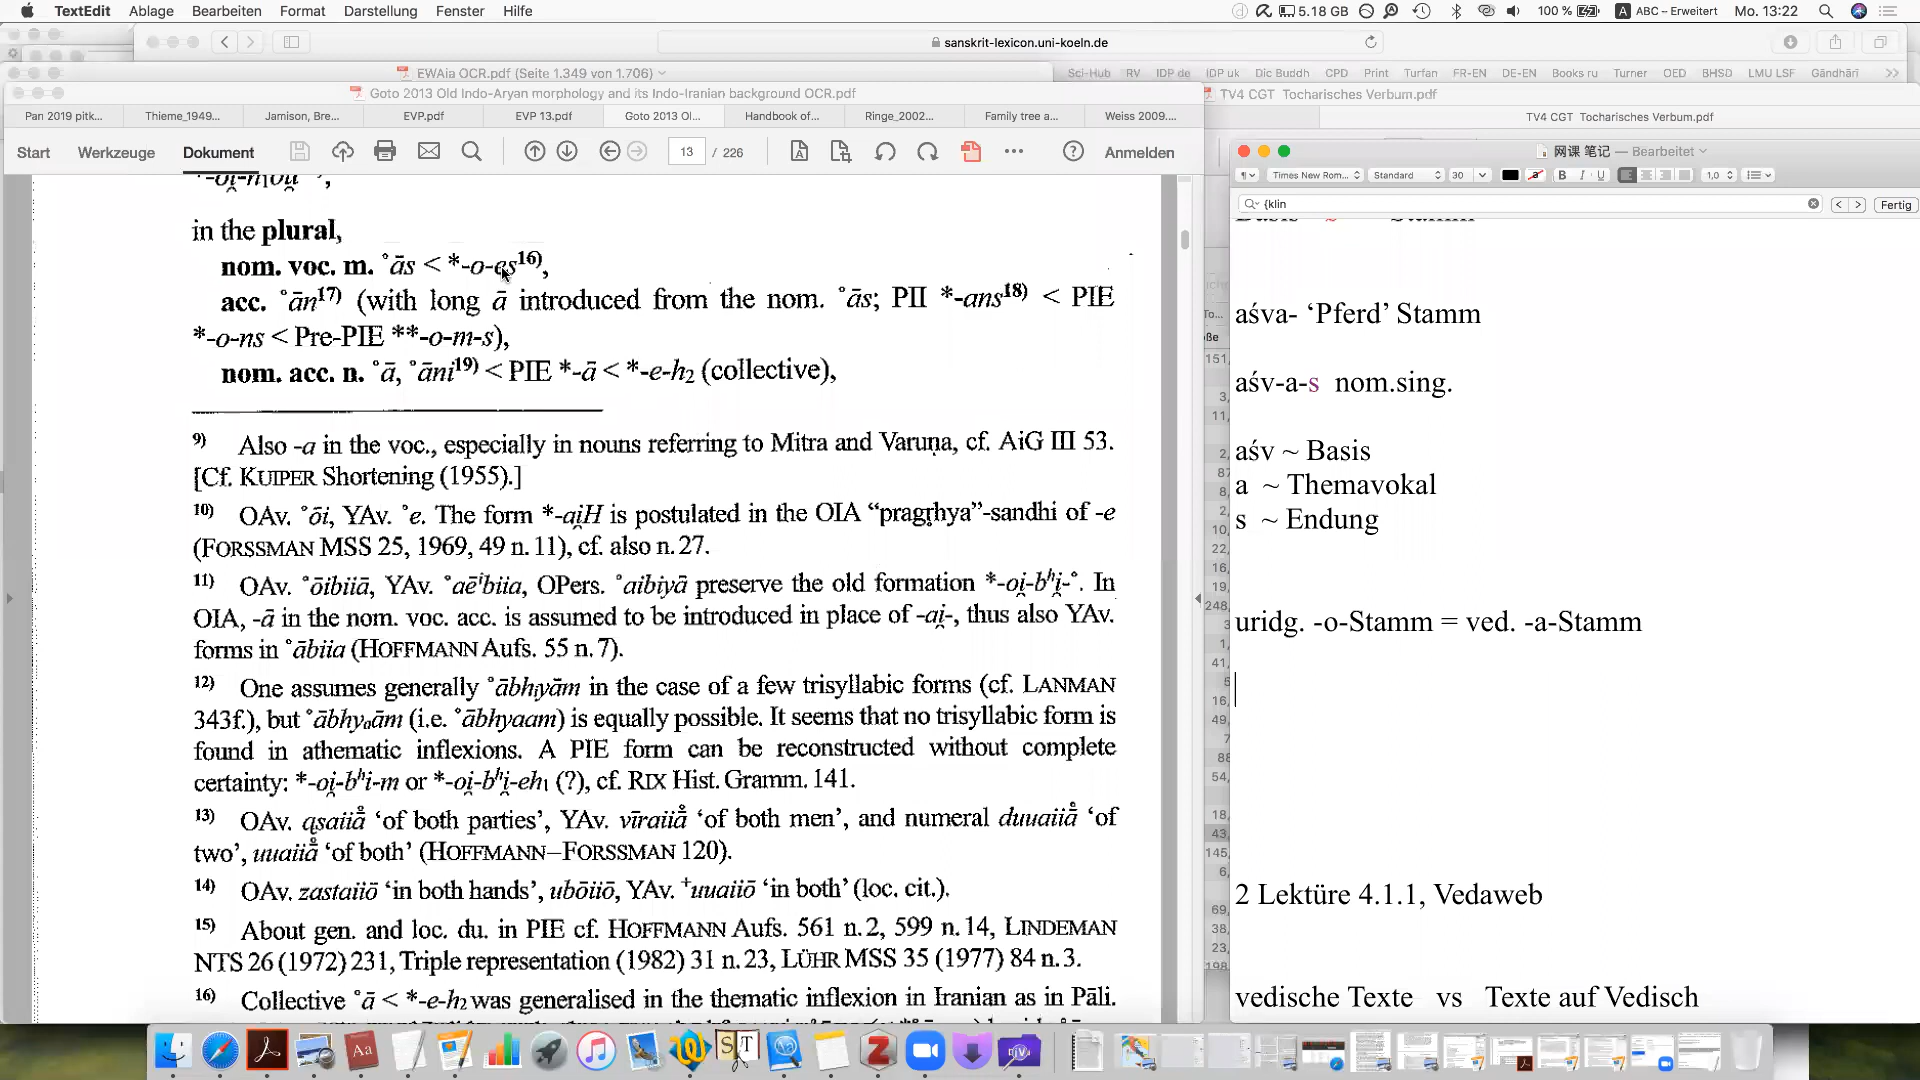 TextEdit Ablage Bearbeiten Format Darstellung Fenster Hilfe 5.18 GB 100 % ABC – Erweitert Mo. 13:22
sanskrit-lexicon.uni-koeln.de
EWAia OCR.pdf (Seite 1.349 von 1.706)
Sci-Hub RV IDP de IDP uk Dic Buddh CPD Print Turfan FR-EN DE-EN Books ru Turner OED BHSD LMU LSF Gāndhārī
Goto 2013 Old Indo-Aryan morphology and its Indo-Iranian background OCR.pdf
TV4 CGT Tocharisches Verbum.pdf
Pan 2019 pitk... Thieme_1949... Jamison, Bre... EVP.pdf EVP 13.pdf Goto 2013 Ol... Handbook of... Ringe_2002... Family tree a... Weiss 2009....
TV4 CGT Tocharisches Verbum.pdf
Start Werkzeuge Dokument 13 / 226 Anmelden
in the plural,
nom. voc. m. °ās < *-o-es16),
acc. °ān17) (with long ā introduced from the nom. °ās; PII *-ans18) < PIE
*-o-ns < Pre-PIE **-o-m-s),
nom. acc. n. °ā, °āni19) < PIE *-ā < *-e-h₂ (collective),
9) Also -a in the voc., especially in nouns referring to Mitra and Varuṇa, cf. AiG III 53.
[Cf. KUIPER Shortening (1955).]
10) OAv. °ōi, YAv. °e. The form *-ai̯H is postulated in the OIA “pragr̥hya”-sandhi of -e
(FORSSMAN MSS 25, 1969, 49 n. 11), cf. also n. 27.
11) OAv. °ōibiiā, YAv. °aēⁱbiia, OPers. °aibiyā preserve the old formation *-oi̯-bʰi̯-°. In
OIA, -ā in the nom. voc. acc. is assumed to be introduced in place of -ai̯-, thus also YAv.
forms in °ābiia (HOFFMANN Aufs. 55 n. 7).
12) One assumes generally °ābhiyām in the case of a few trisyllabic forms (cf. LANMAN
343f.), but °ābhyₐām (i.e. °ābhyaam) is equally possible. It seems that no trisyllabic form is
found in athematic inflexions. A PIE form can be reconstructed without complete
certainty: *-oi̯-bʰi-m or *-oi̯-bʰi̯-eh₁ (?), cf. RIX Hist. Gramm. 141.
13) OAv. ąsaiiā̊ ‘of both parties’, YAv. vīraiiā̊ ‘of both men’, and numeral duuaiiā̊ ‘of
two’, uuaiiā̊ ‘of both’ (HOFFMANN–FORSSMAN 120).
14) OAv. zastaiiō ‘in both hands’, ubōiiō, YAv. +uuaiiō ‘in both’ (loc. cit.).
15) About gen. and loc. du. in PIE cf. HOFFMANN Aufs. 561 n. 2, 599 n. 14, LINDEMAN
NTS 26 (1972) 231, Triple representation (1982) 31 n. 23, LÜHR MSS 35 (1977) 84 n. 3.
16) Collective °ā < *-e-h₂ was generalised in the thematic inflexion in Iranian as in Pāli.
网课 笔记 — Bearbeitet
Times New Rom... Standard 30 B I U 1,0
{klin Fertig
aśva- ‘Pferd’ Stamm
aśv-a-s nom.sing.
aśv ~ Basis
a ~ Themavokal
s ~ Endung
uridg. -o-Stamm = ved. -a-Stamm
2 Lektüre 4.1.1, Vedaweb
vedische Texte vs Texte auf Vedisch